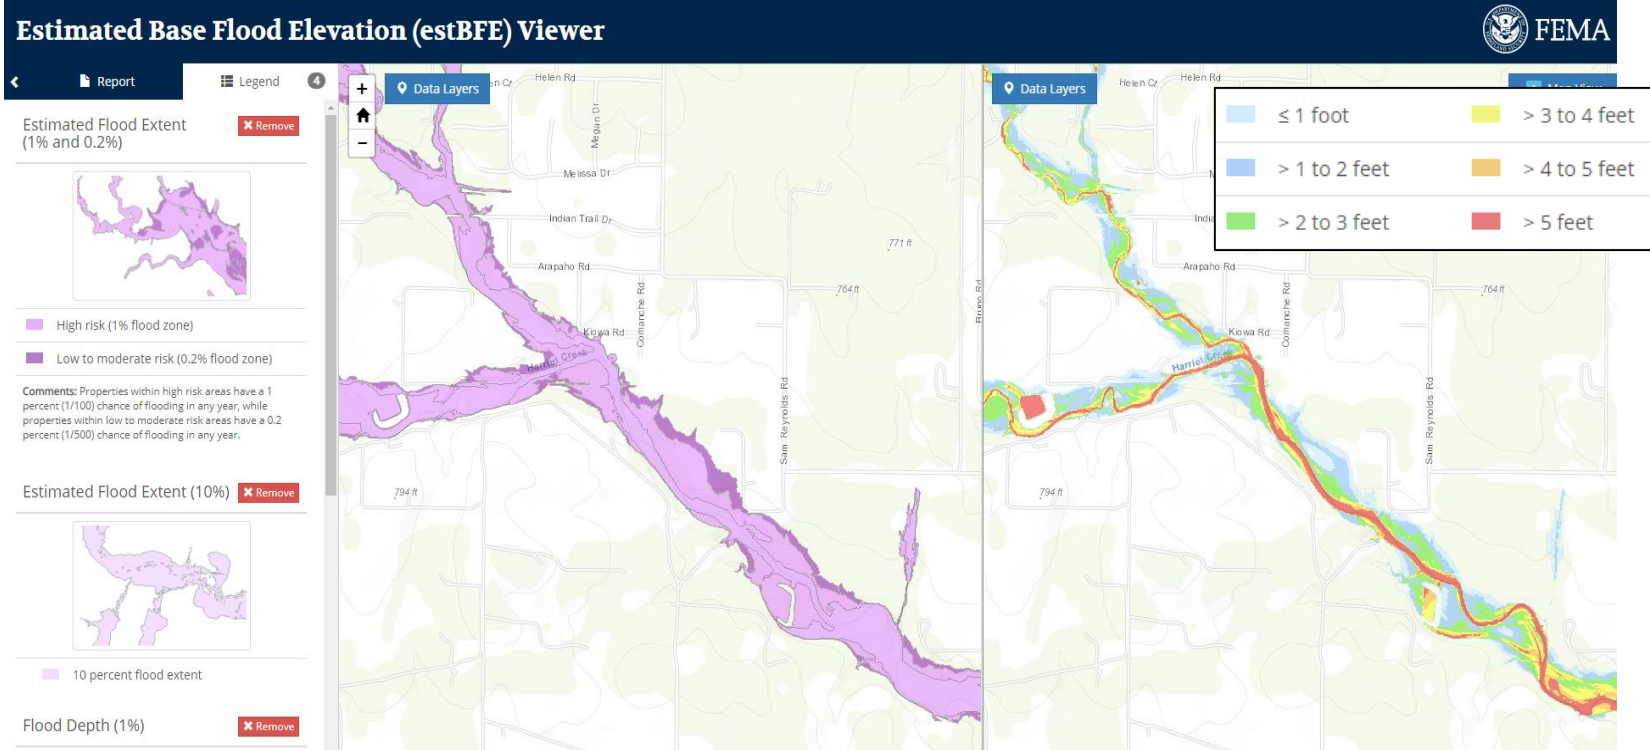 Estimated Base Flood Elevation (estBFE) Viewer
FEMA
Report
Legend
4
Estimated Flood Extent
(1% and 0.2%)
Remove
High risk (1% flood zone)
Low to moderate risk (0.2% flood zone)
Comments: Properties within high risk areas have a 1
percent (1/100) chance of flooding in any year, while
properties within low to moderate risk areas have a 0.2
percent (1/500) chance of flooding in any year.
Estimated Flood Extent (10%)
Remove
10 percent flood extent
Flood Depth (1%)
Remove
+
−
Data Layers
en Cr
Helen Rd
Megan Dr
Melissa Dr
Indian Trail Dr
771 ft
Arapaho Rd
764 ft
Comanche Rd
Kiowa Rd
Harriet Creek
Sam Reynolds Rd
794 ft
Bruno Rd
Data Layers
Helen Cr
Helen Rd
India
Arapaho Rd
764 ft
Comanche Rd
Kiowa Rd
Harriet Creek
Sam Reynolds Rd
794 ft
≤ 1 foot
> 3 to 4 feet
> 1 to 2 feet
> 4 to 5 feet
> 2 to 3 feet
> 5 feet